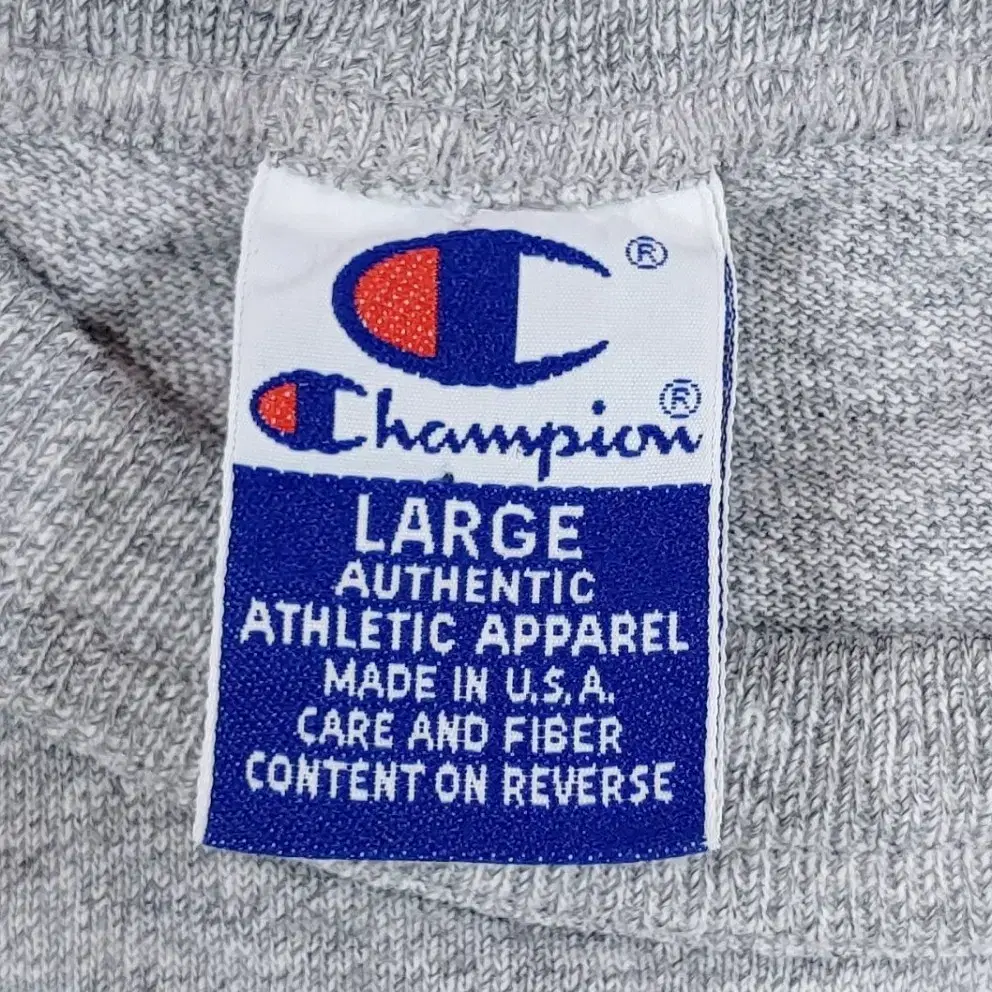 ®
Champion®
LARGE
AUTHENTIC
ATHLETIC APPAREL
MADE IN U.S.A.
CARE AND FIBER
CONTENT ON REVERSE